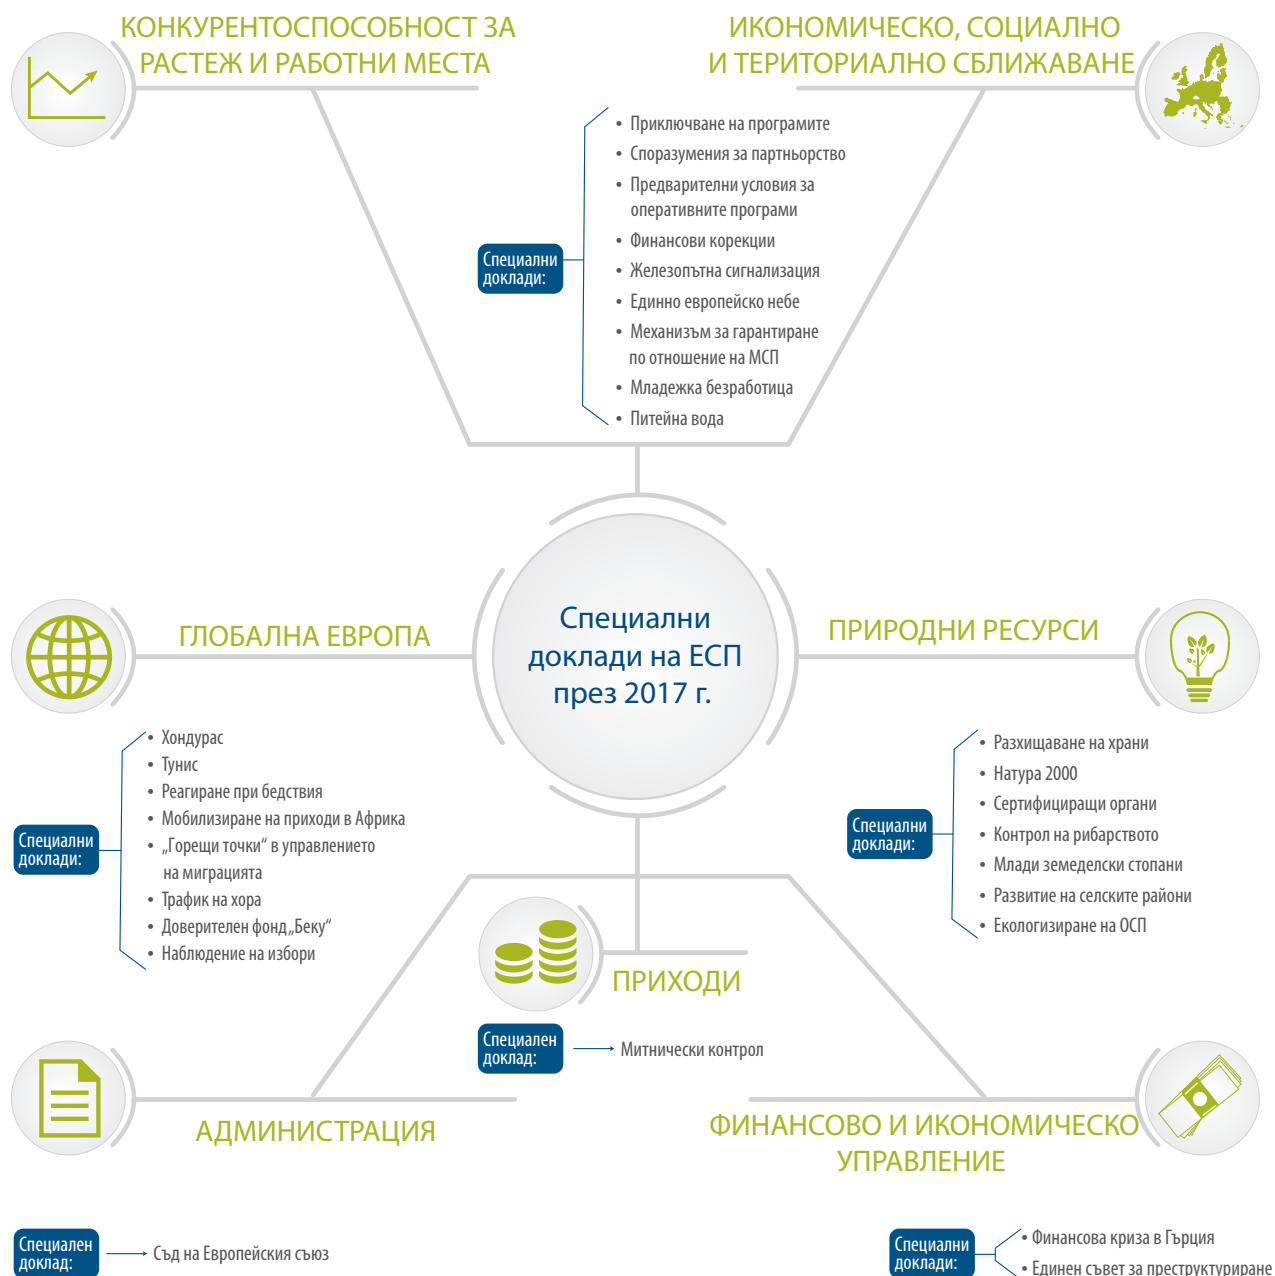 КОНКУРЕНТОСПОСОБНОСТ ЗА
РАСТЕЖ И РАБОТНИ МЕСТА
ИКОНОМИЧЕСКО, СОЦИАЛНО
И ТЕРИТОРИАЛНО СБЛИЖАВАНЕ
Специални
доклади:
• Приключване на програмите
• Споразумения за партньорство
• Предварителни условия за
оперативните програми
• Финансови корекции
• Железопътна сигнализация
• Единно европейско небе
• Механизъм за гарантиране
по отношение на МСП
• Младежка безработица
• Питейна вода
Специални
доклади на ЕСП
през 2017 г.
ГЛОБАЛНА ЕВРОПА
Специални
доклади:
• Хондурас
• Тунис
• Реагиране при бедствия
• Мобилизиране на приходи в Африка
• „Горещи точки“ в управлението
на миграцията
• Трафик на хора
• Доверителен фонд „Беку“
• Наблюдение на избори
ПРИРОДНИ РЕСУРСИ
Специални
доклади:
• Разхищаване на храни
• Натура 2000
• Сертифициращи органи
• Контрол на рибарството
• Млади земеделски стопани
• Развитие на селските райони
• Екологизиране на ОСП
ПРИХОДИ
Специален
доклад:
Митнически контрол
АДМИНИСТРАЦИЯ
Специален
доклад:
Съд на Европейския съюз
ФИНАНСОВО И ИКОНОМИЧЕСКО
УПРАВЛЕНИЕ
Специални
доклади:
• Финансова криза в Гърция
• Единен съвет за преструктуриране